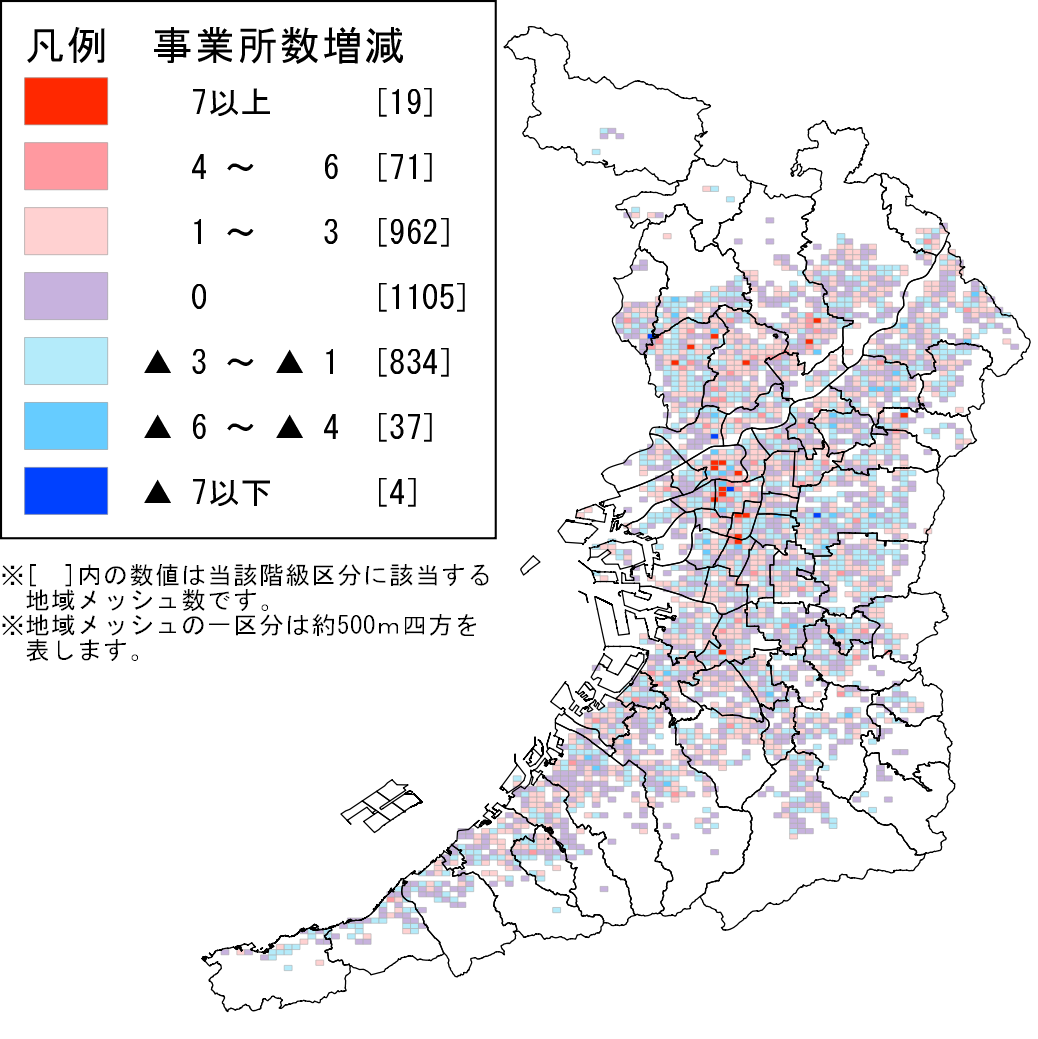 凡例 事業所数増減
7以上 [19]
4 ～ 6 [71]
1 ～ 3 [962]
0 [1105]
▲ 3 ～ ▲ 1 [834]
▲ 6 ～ ▲ 4 [37]
▲ 7以下 [4]
※[ ]内の数値は当該階級区分に該当する
地域メッシュ数です。
※地域メッシュの一区分は約500ｍ四方を
表します。